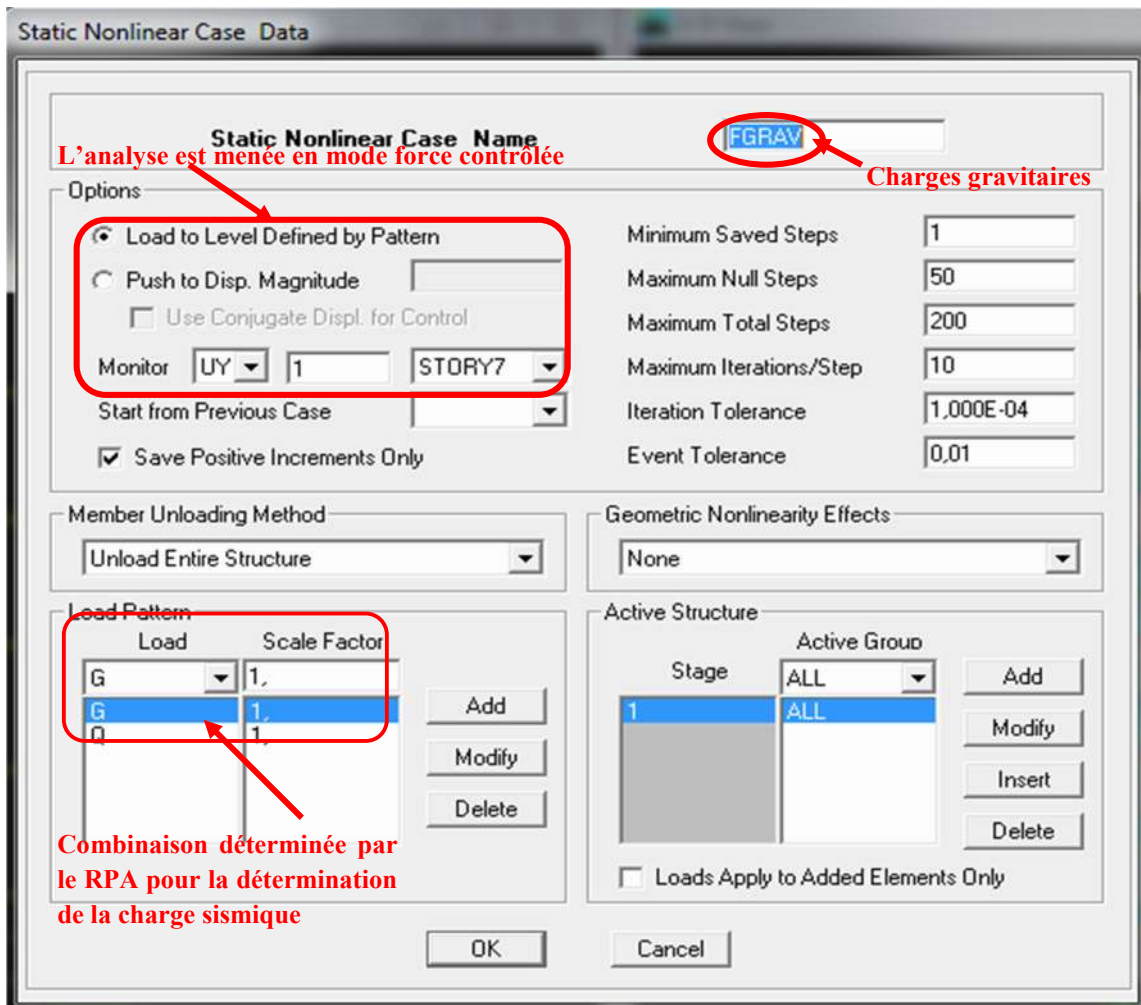 Static Nonlinear Case Data
Static Nonlinear Case Name
FGRAV
L'analyse est menée en mode force contrôlée
Charges gravitaires
Options
Load to Level Defined by Pattern
Push to Disp. Magnitude
Use Conjugate Displ. for Control
Monitor UY 1 STORY7
Start from Previous Case
Save Positive Increments Only
Minimum Saved Steps 1
Maximum Null Steps 50
Maximum Total Steps 200
Maximum Iterations/Step 10
Iteration Tolerance 1,000E-04
Event Tolerance 0,01
Member Unloading Method
Unload Entire Structure
Geometric Nonlinearity Effects
None
Load Pattern
Load Scale Factor
G 1,
G 1,
Q 1,
Add
Modify
Delete
Combinaison déterminée par
le RPA pour la détermination
de la charge sismique
Active Structure
Active Group
Stage ALL
1 ALL
Add
Modify
Insert
Delete
Loads Apply to Added Elements Only
OK Cancel